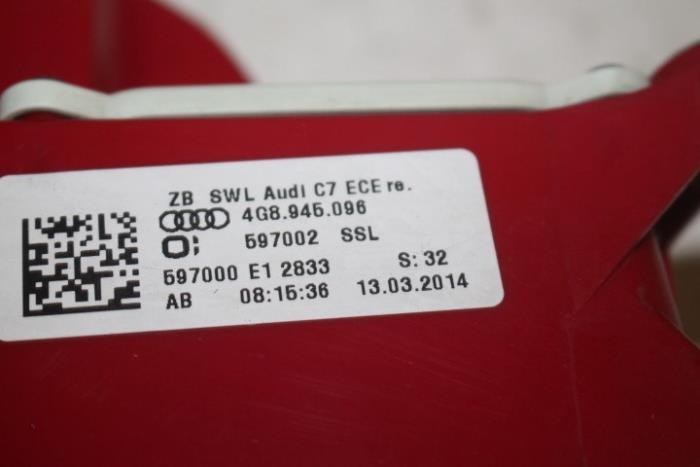 ZB SWL Audi C7 ECE re.
4G8.945.096
597002 SSL
597000 E1 2833 S: 32
AB 08:15:36 13.03.2014